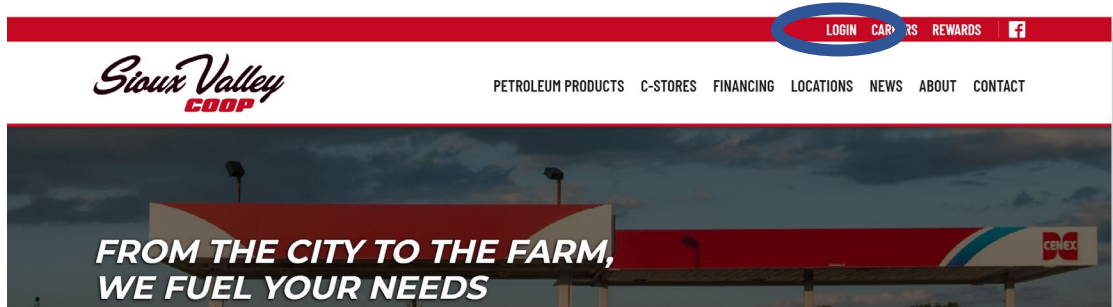 LOGIN CAREERS REWARDS f
Sioux Valley
COOP
PETROLEUM PRODUCTS C-STORES FINANCING LOCATIONS NEWS ABOUT CONTACT
CENEX
FROM THE CITY TO THE FARM,
WE FUEL YOUR NEEDS